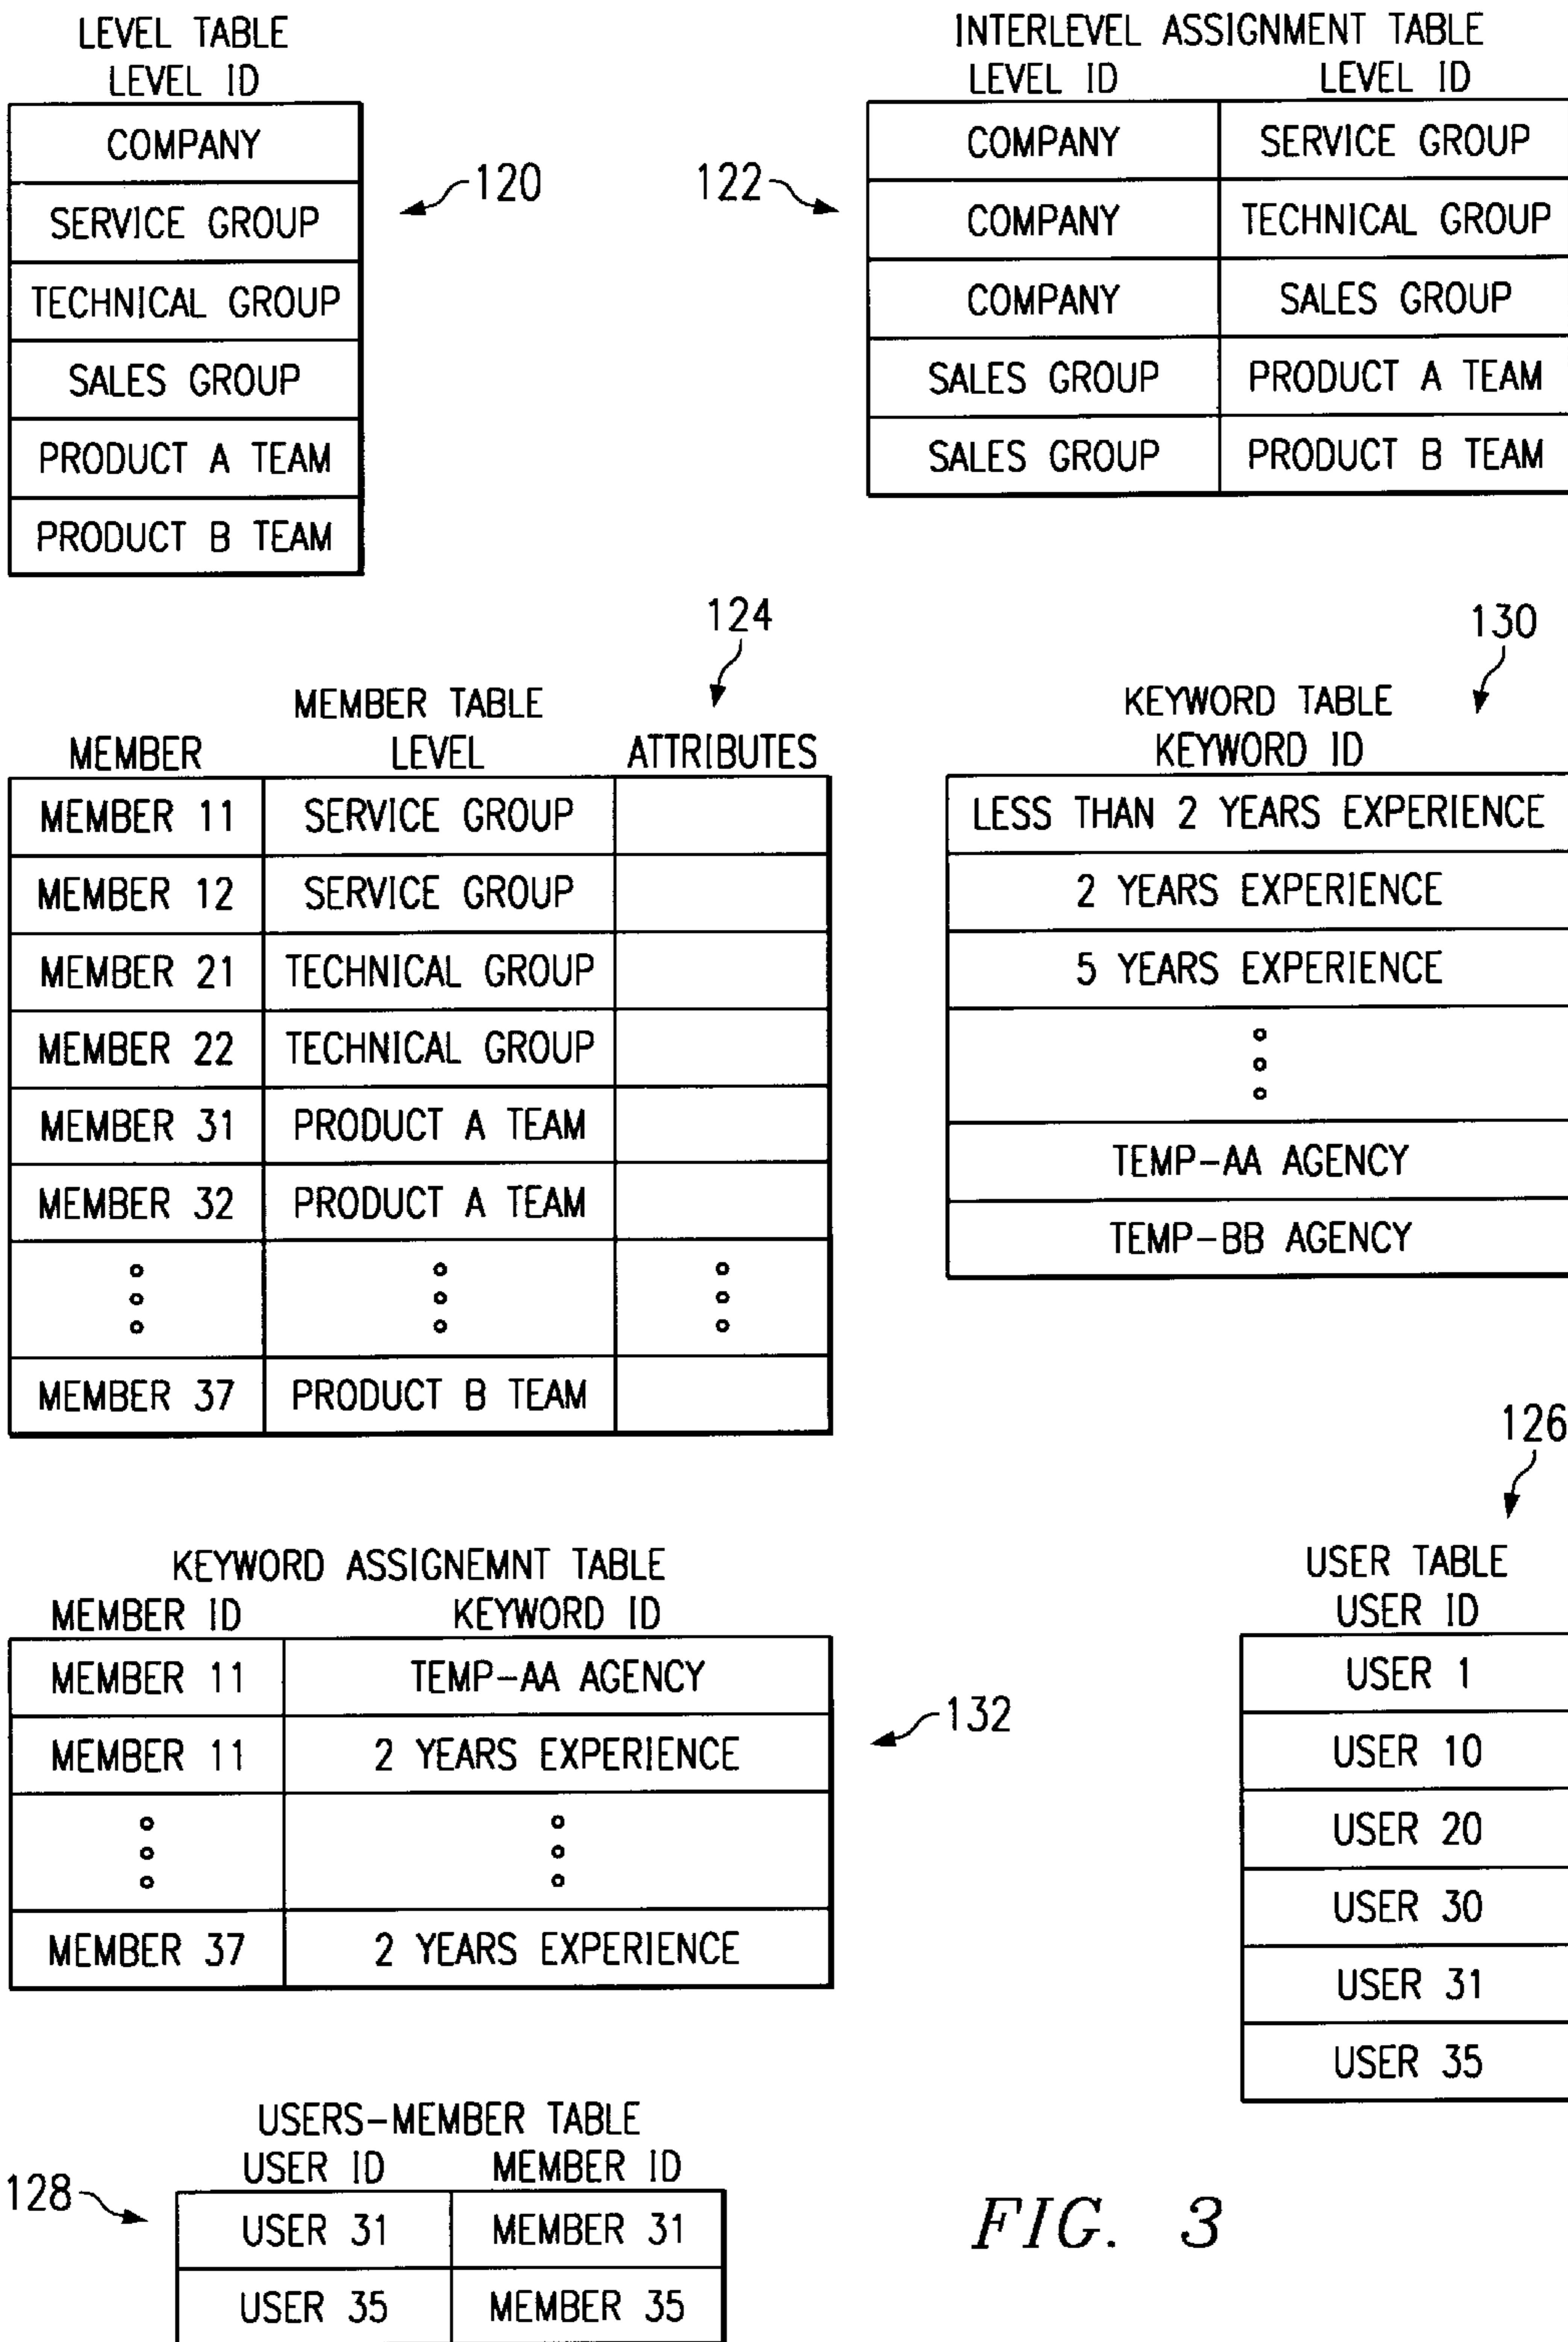 LEVEL TABLE
LEVEL ID
COMPANY
SERVICE GROUP
TECHNICAL GROUP
SALES GROUP
PRODUCT A TEAM
PRODUCT B TEAM
120
INTERLEVEL ASSIGNMENT TABLE
LEVEL ID LEVEL ID
COMPANY SERVICE GROUP
COMPANY TECHNICAL GROUP
COMPANY SALES GROUP
SALES GROUP PRODUCT A TEAM
SALES GROUP PRODUCT B TEAM
122
124
MEMBER TABLE
MEMBER LEVEL ATTRIBUTES
MEMBER 11 SERVICE GROUP
MEMBER 12 SERVICE GROUP
MEMBER 21 TECHNICAL GROUP
MEMBER 22 TECHNICAL GROUP
MEMBER 31 PRODUCT A TEAM
MEMBER 32 PRODUCT A TEAM
MEMBER 37 PRODUCT B TEAM
130
KEYWORD TABLE
KEYWORD ID
LESS THAN 2 YEARS EXPERIENCE
2 YEARS EXPERIENCE
5 YEARS EXPERIENCE
TEMP-AA AGENCY
TEMP-BB AGENCY
KEYWORD ASSIGNEMNT TABLE
MEMBER ID KEYWORD ID
MEMBER 11 TEMP-AA AGENCY
MEMBER 11 2 YEARS EXPERIENCE
MEMBER 37 2 YEARS EXPERIENCE
132
126
USER TABLE
USER ID
USER 1
USER 10
USER 20
USER 30
USER 31
USER 35
USERS-MEMBER TABLE
USER ID MEMBER ID
USER 31 MEMBER 31
USER 35 MEMBER 35
128
FIG. 3